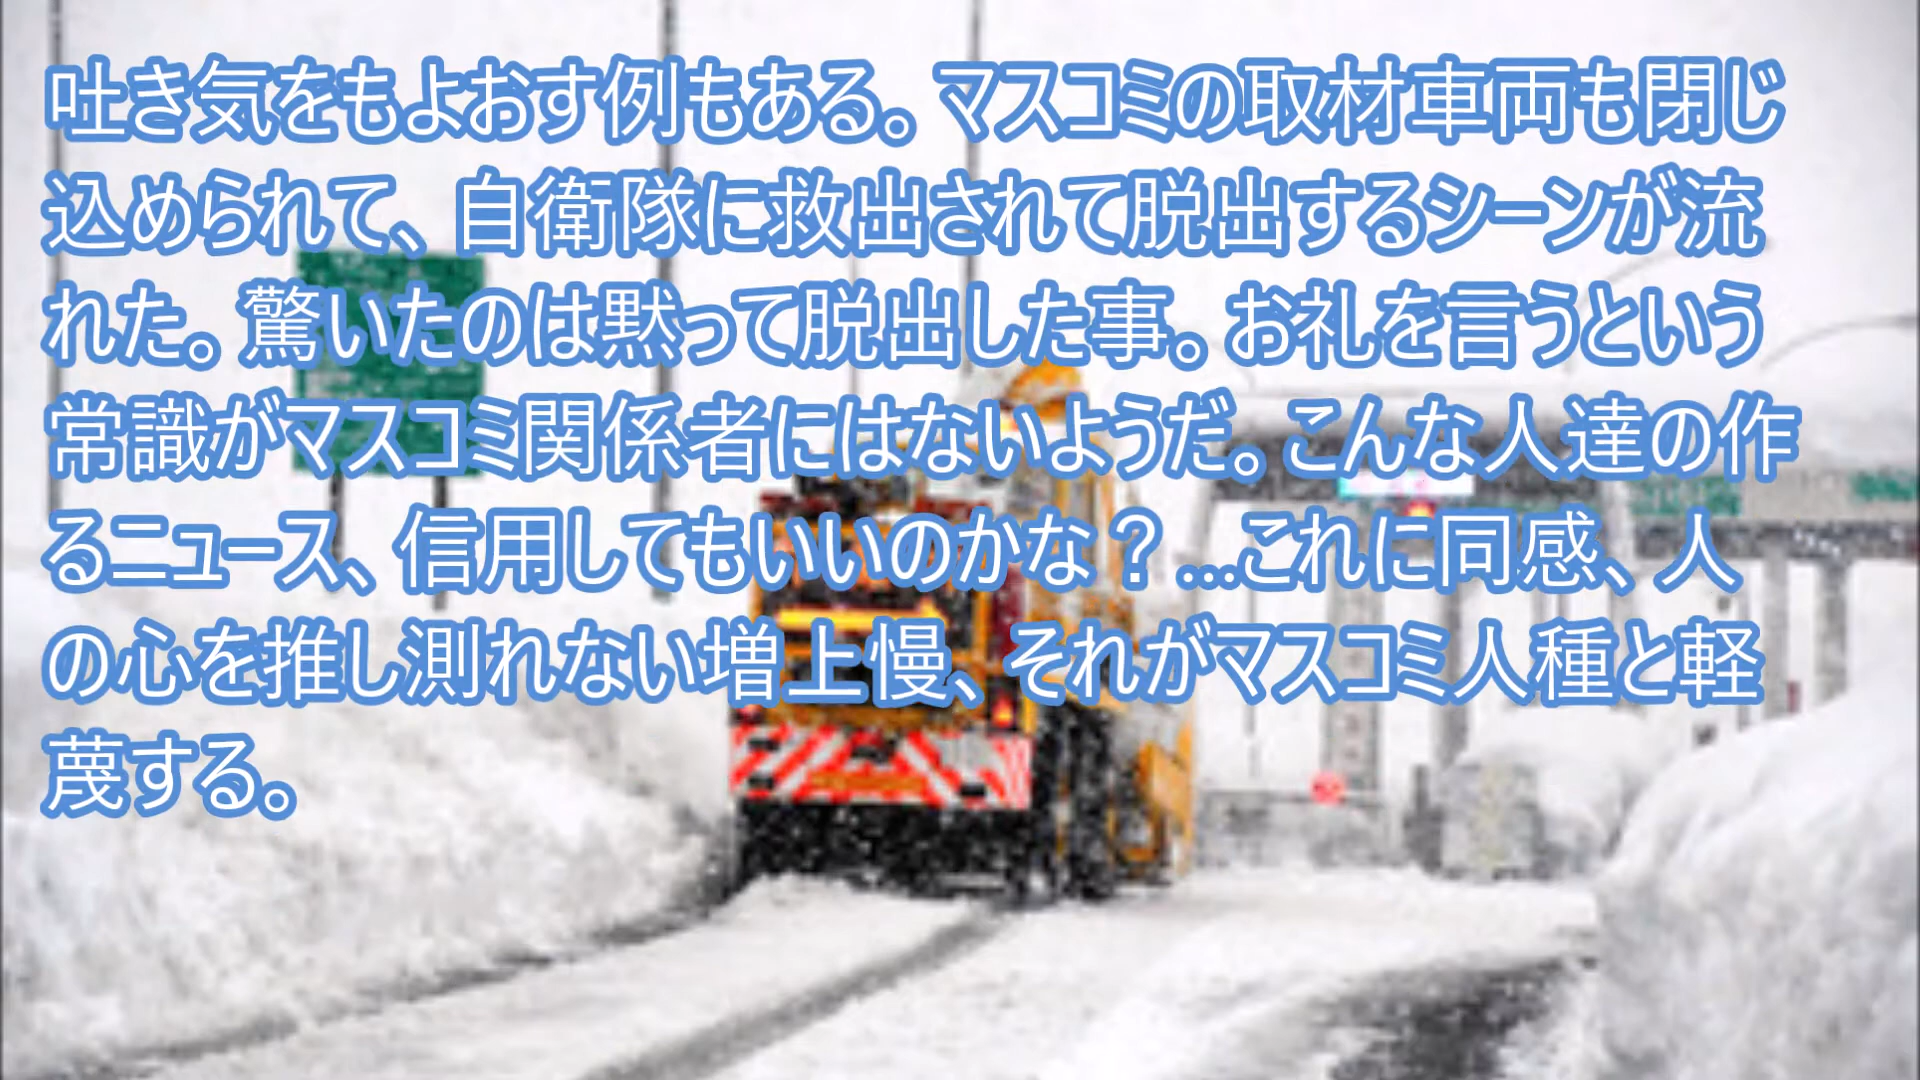 吐き気をもよおす例もある。マスコミの取材車両も閉じ
込められて、自衛隊に救出されて脱出するシーンが流
れた。驚いたのは黙って脱出した事。お礼を言うという
常識がマスコミ関係者にはないようだ。こんな人達の作
るニュース、信用してもいいのかな？...これに同感、人
の心を推し測れない増上慢、それがマスコミ人種と軽
蔑する。